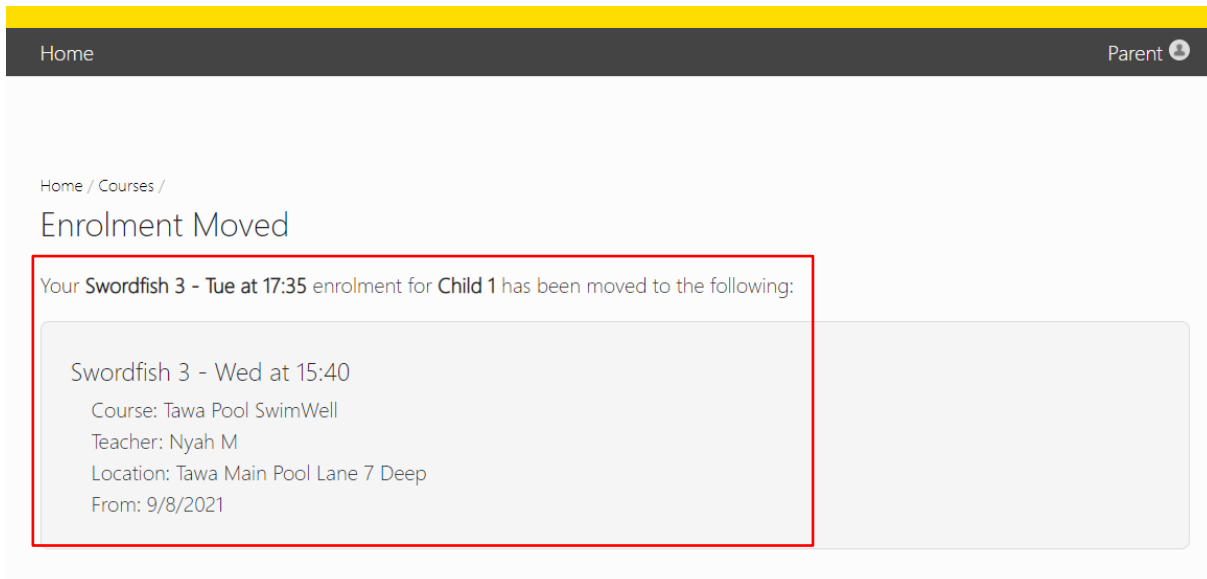 Home
Parent
Home / Courses /
Enrolment Moved
Your Swordfish 3 - Tue at 17:35 enrolment for Child 1 has been moved to the following:
Swordfish 3 - Wed at 15:40
Course: Tawa Pool SwimWell
Teacher: Nyah M
Location: Tawa Main Pool Lane 7 Deep
From: 9/8/2021